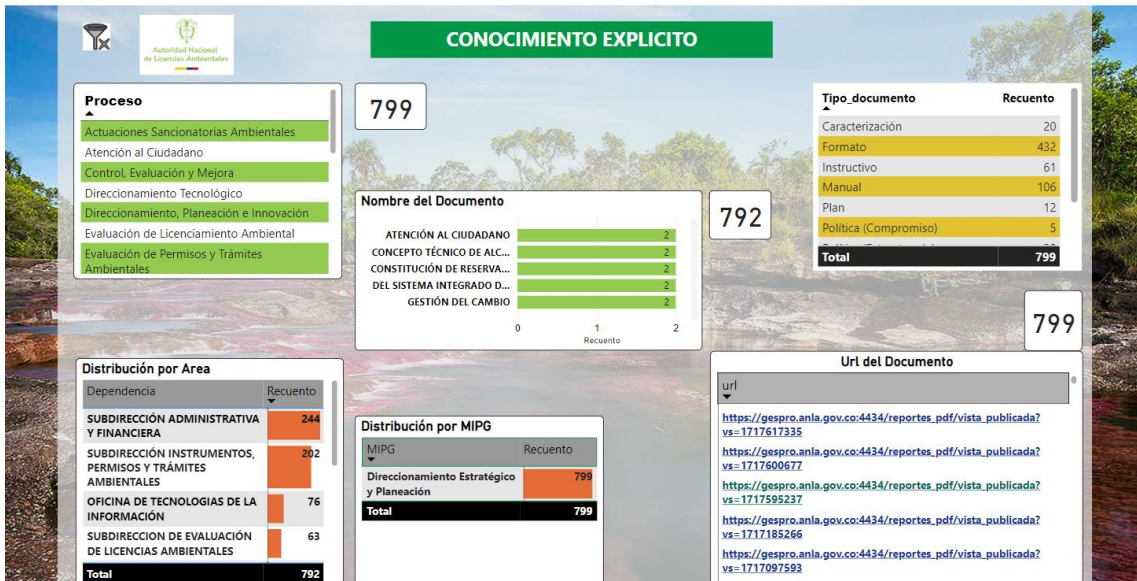 Autoridad Nacional
de Licencias Ambientales
CONOCIMIENTO EXPLICITO
Proceso
Actuaciones Sancionatorias Ambientales
Atención al Ciudadano
Control, Evaluación y Mejora
Direccionamiento Tecnológico
Direccionamiento, Planeación e Innovación
Evaluación de Licenciamiento Ambiental
Evaluación de Permisos y Trámites
Ambientales
799
Tipo_documento Recuento
Caracterización 20
Formato 432
Instructivo 61
Manual 106
Plan 12
Política (Compromiso) 5
Total 799
Nombre del Documento
ATENCIÓN AL CIUDADANO 2
CONCEPTO TÉCNICO DE ALC... 2
CONSTITUCIÓN DE RESERVA... 2
DEL SISTEMA INTEGRADO D... 2
GESTIÓN DEL CAMBIO 2
0 1 2
Recuento
792
799
Distribución por Area
Dependencia Recuento
SUBDIRECCIÓN ADMINISTRATIVA
Y FINANCIERA 244
SUBDIRECCIÓN INSTRUMENTOS,
PERMISOS Y TRÁMITES
AMBIENTALES 202
OFICINA DE TECNOLOGIAS DE LA
INFORMACIÓN 76
SUBDIRECCION DE EVALUACIÓN
DE LICENCIAS AMBIENTALES 63
Total 792
Distribución por MIPG
MIPG Recuento
Direccionamiento Estratégico
y Planeación 799
Total 799
Url del Documento
url
https://gespro.anla.gov.co:4434/reportes_pdf/vista_publicada?
vs=1717617335
https://gespro.anla.gov.co:4434/reportes_pdf/vista_publicada?
vs=1717600677
https://gespro.anla.gov.co:4434/reportes_pdf/vista_publicada?
vs=1717595237
https://gespro.anla.gov.co:4434/reportes_pdf/vista_publicada?
vs=1717185266
https://gespro.anla.gov.co:4434/reportes_pdf/vista_publicada?
vs=1717097593